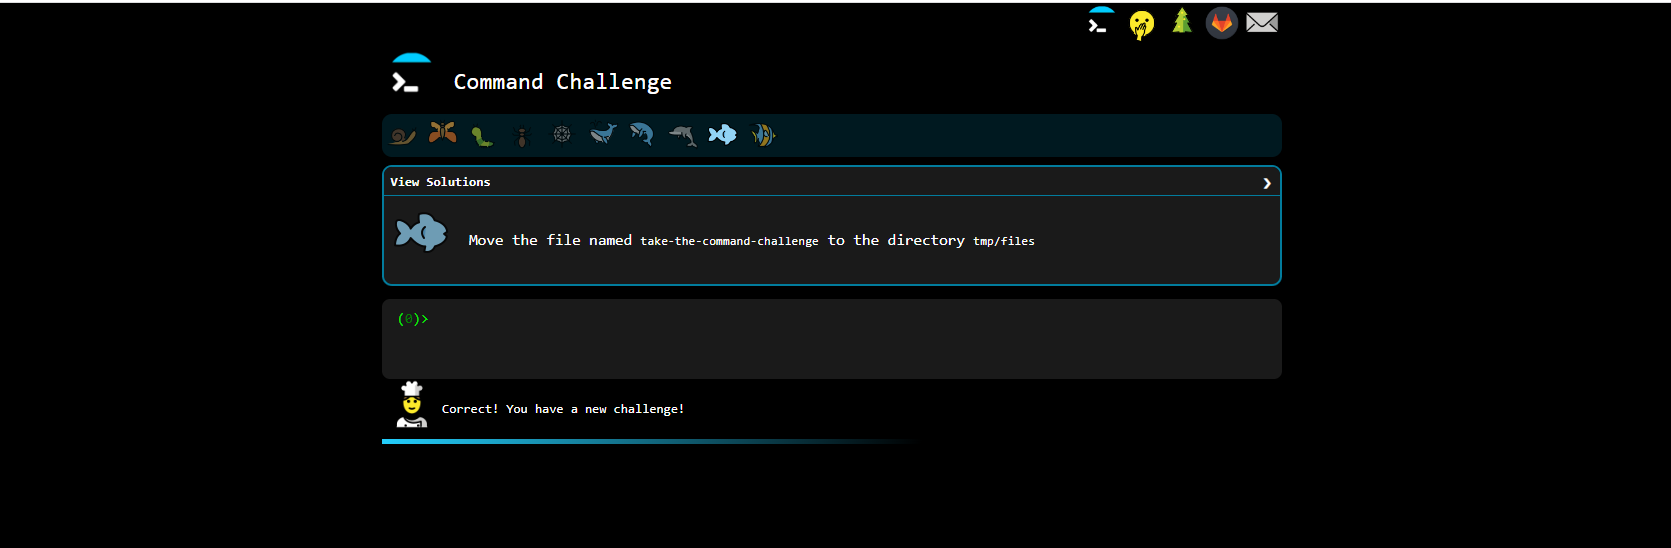 Command Challenge
View Solutions
Move the file named take-the-command-challenge to the directory tmp/files
(0)>
Correct! You have a new challenge!